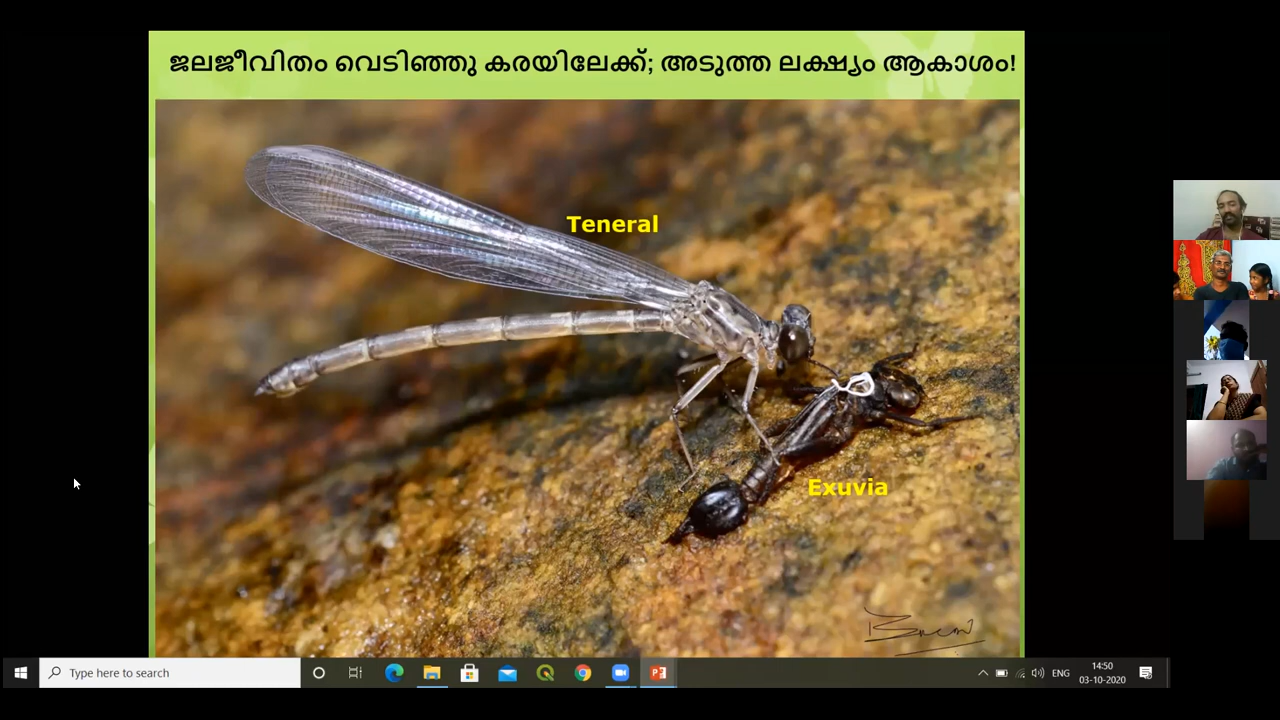 ജലജീവിതം വെടിഞ്ഞു കരയിലേക്ക്; അടുത്ത ലക്ഷ്യം ആകാശം!
Teneral
Exuvia
Type here to search
ENG
14:50
03-10-2020